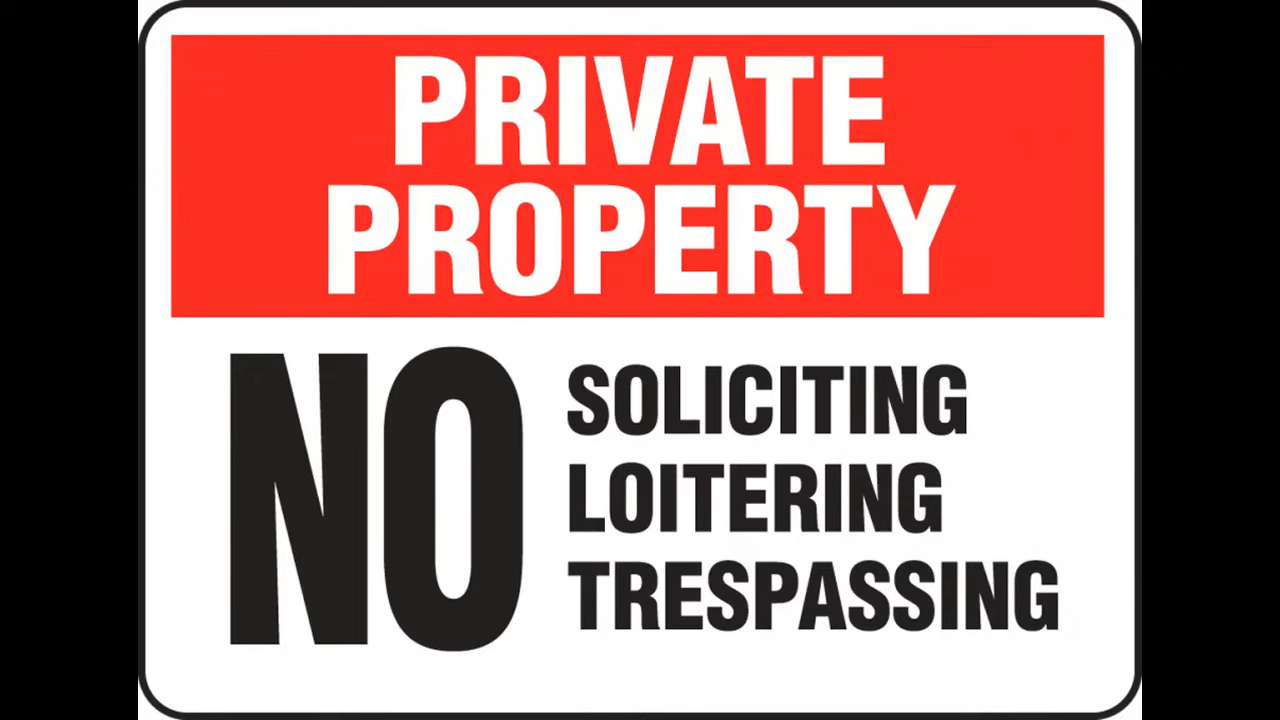 PRIVATE
PROPERTY
NO
SOLICITING
LOITERING
TRESPASSING